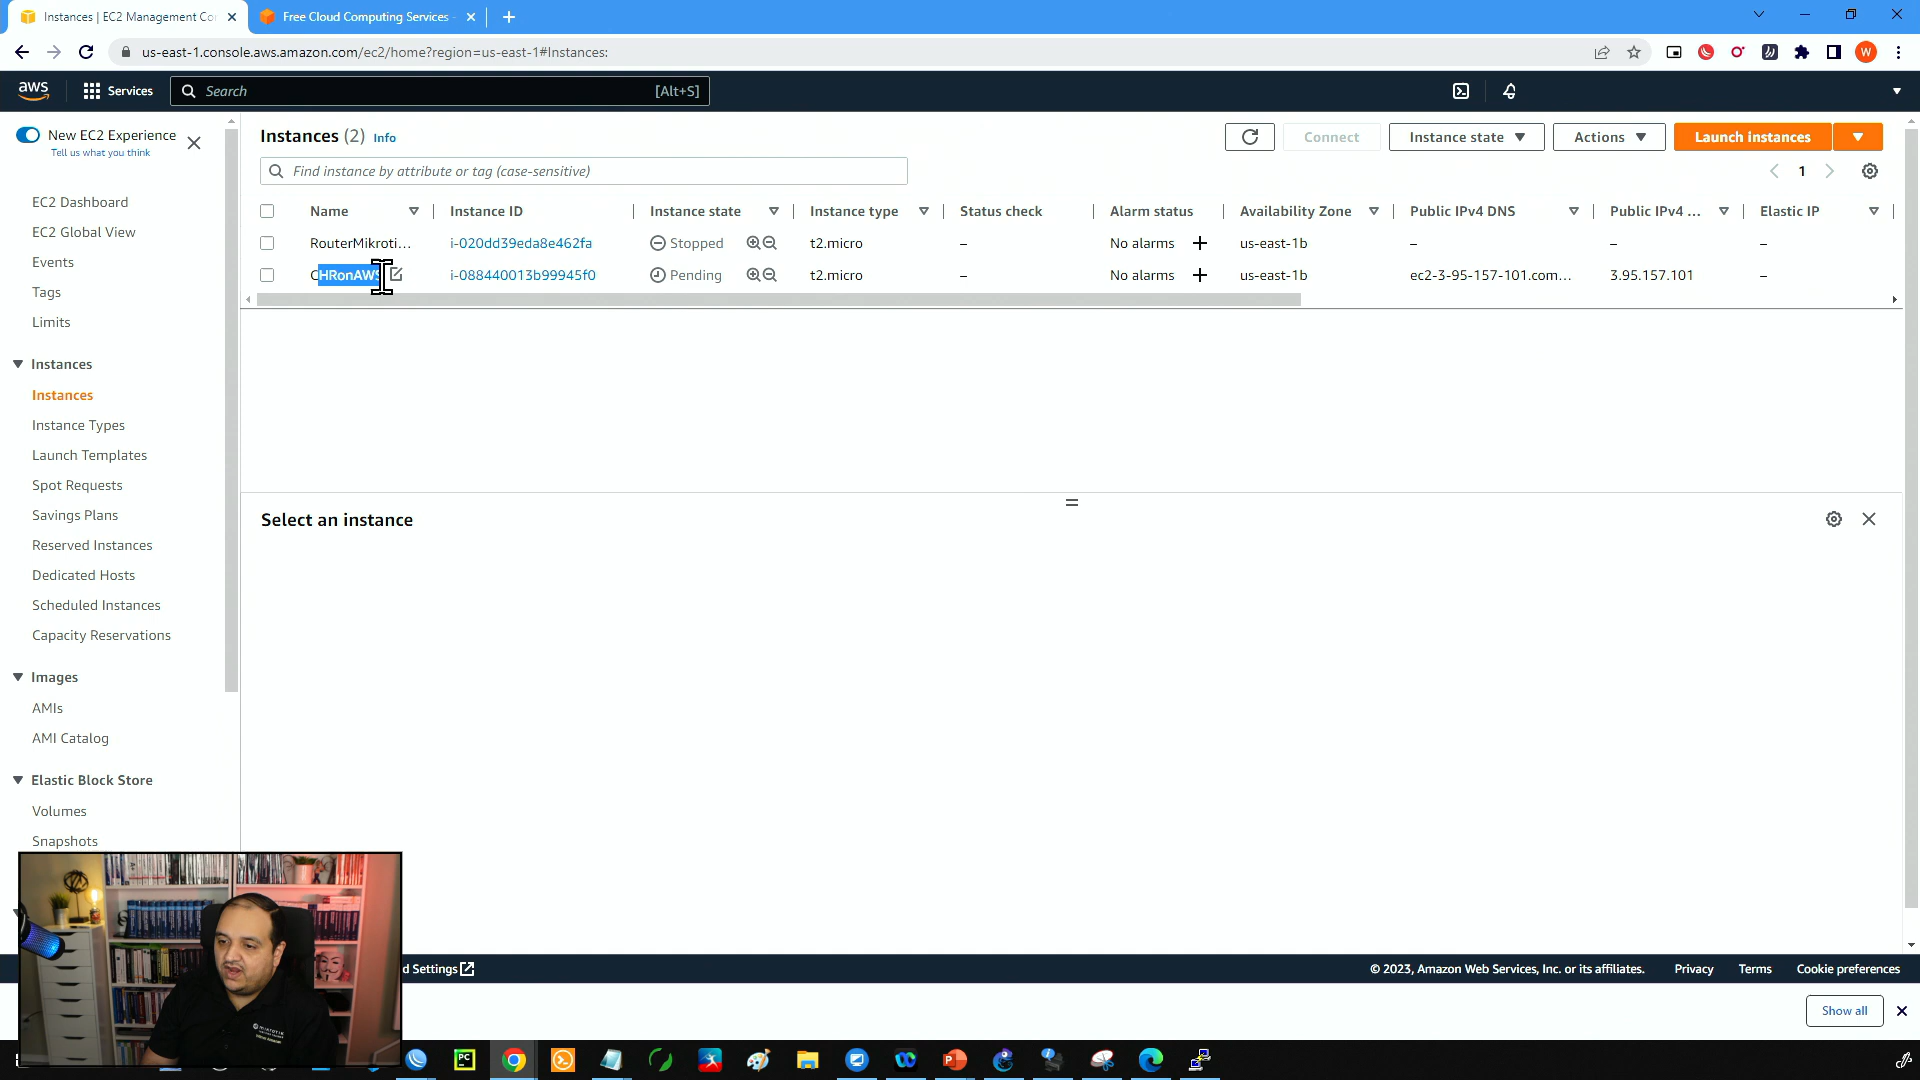 Instances | EC2 Management Co
Free Cloud Computing Services -
us-east-1.console.aws.amazon.com/ec2/home?region=us-east-1#Instances:
W
aws
Services
Search
[Alt+S]
New EC2 Experience
Tell us what you think
EC2 Dashboard
EC2 Global View
Events
Tags
Limits
Instances
Instances
Instance Types
Launch Templates
Spot Requests
Savings Plans
Reserved Instances
Dedicated Hosts
Scheduled Instances
Capacity Reservations
Images
AMIs
AMI Catalog
Elastic Block Store
Volumes
Snapshots
Instances (2) Info
Connect
Instance state
Actions
Launch instances
Find instance by attribute or tag (case-sensitive)
1
Name Instance ID Instance state Instance type Status check Alarm status Availability Zone Public IPv4 DNS Public IPv4 ... Elastic IP
RouterMikroti... i-020dd39eda8e462fa Stopped t2.micro – No alarms + us-east-1b – – –
CHRonAWS i-088440013b99945f0 Pending t2.micro – No alarms + us-east-1b ec2-3-95-157-101.com... 3.95.157.101 –
Select an instance
d Settings
© 2023, Amazon Web Services, Inc. or its affiliates. Privacy Terms Cookie preferences
Show all
PC